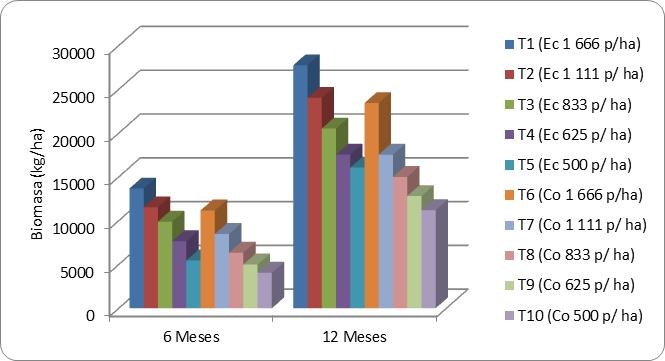 30000
25000
20000
15000
10000
5000
0
Biomasa (kg/ha)
6 Meses
12 Meses
T1 (Ec 1 666 p/ha)
T2 (Ec 1 111 p/ ha)
T3 (Ec 833 p/ ha)
T4 (Ec 625 p/ ha)
T5 (Ec 500 p/ ha)
T6 (Co 1 666 p/ha)
T7 (Co 1 111 p/ ha)
T8 (Co 833 p/ ha)
T9 (Co 625 p/ ha)
T10 (Co 500 p/ ha)